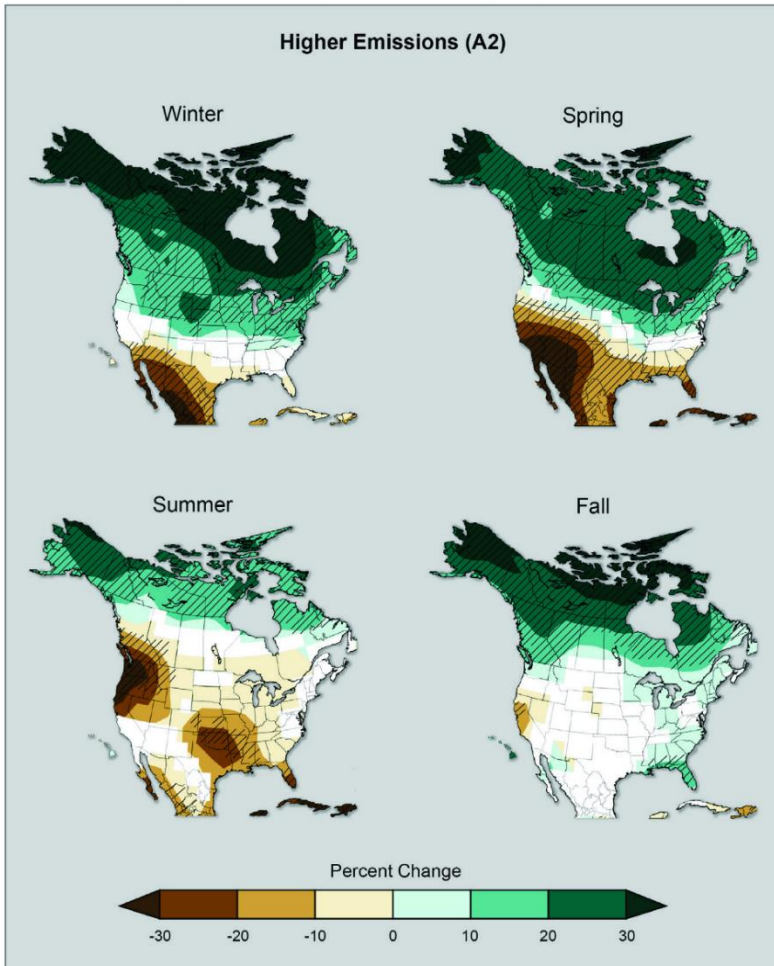 Higher Emissions (A2)
Winter
Spring
Summer
Fall
Percent Change
-30 -20 -10 0 10 20 30